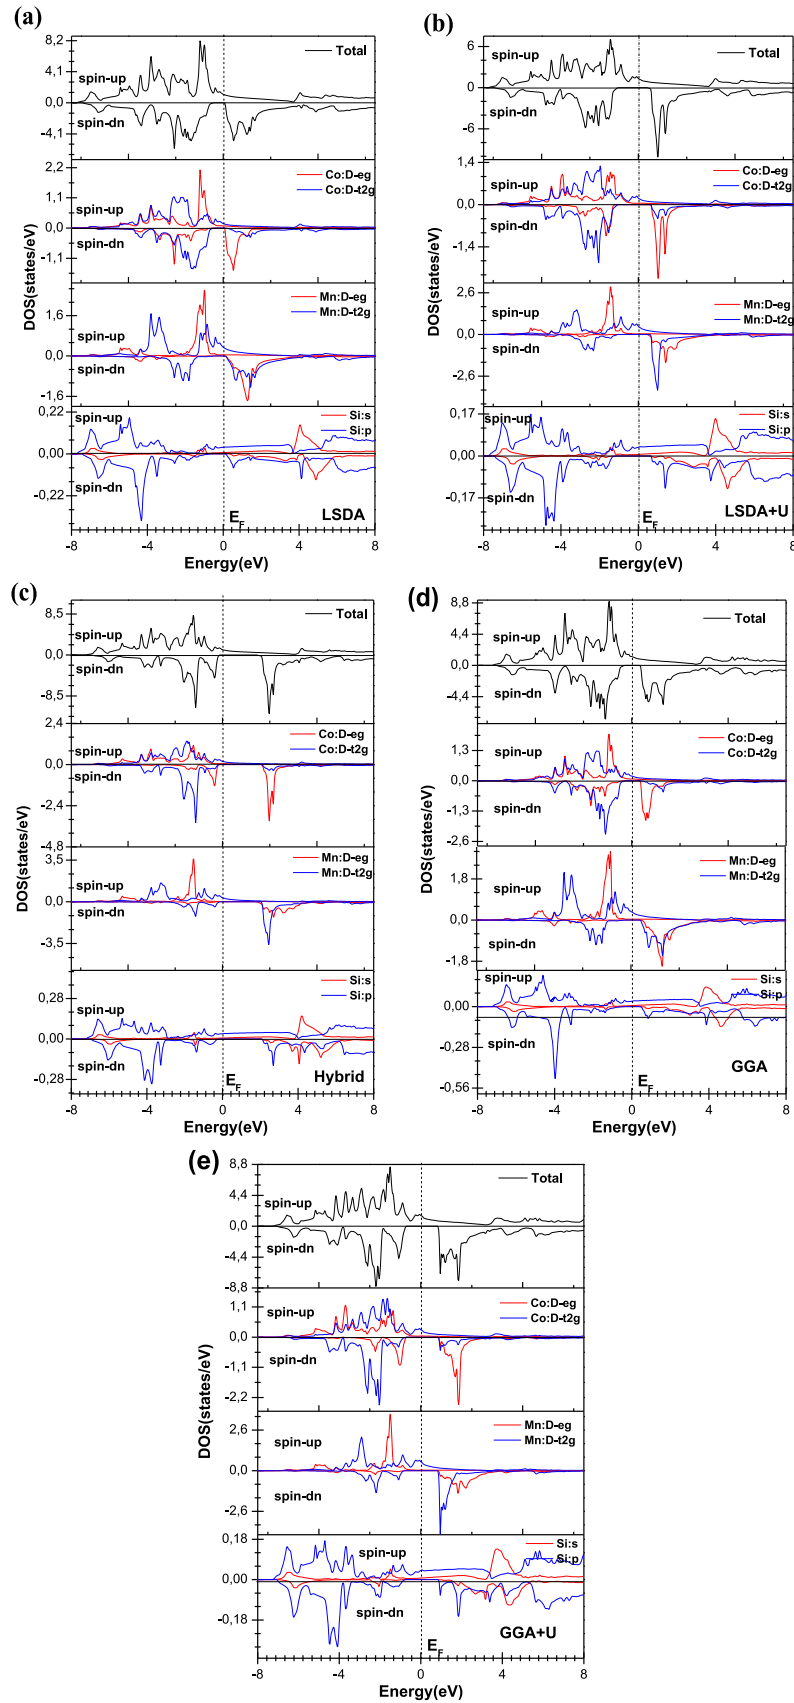 (a)
8,2
4,1
0,0
-4,1
spin-up
spin-dn
Total
2,2
1,1
0,0
-1,1
spin-up
spin-dn
Co:D-eg
Co:D-t2g
1,6
0,0
-1,6
spin-up
spin-dn
Mn:D-eg
Mn:D-t2g
0,22
0,00
-0,22
spin-up
spin-dn
Si:s
Si:p
E_F
LSDA
-8 -4 0 4 8
Energy(eV)
DOS(states/eV)
(b)
6
0
-6
spin-up
spin-dn
Total
1,4
0,0
-1,4
spin-up
spin-dn
Co:D-eg
Co:D-t2g
2,6
0,0
-2,6
spin-up
spin-dn
Mn:D-eg
Mn:D-t2g
0,17
0,00
-0,17
spin-up
spin-dn
Si:s
Si:p
E_F
LSDA+U
-8 -4 0 4 8
Energy(eV)
DOS(states/eV)
(c)
8,5
0,0
-8,5
spin-up
spin-dn
Total
2,4
0,0
-2,4
-4,8
spin-up
spin-dn
Co:D-eg
Co:D-t2g
3,5
0,0
-3,5
spin-up
spin-dn
Mn:D-eg
Mn:D-t2g
0,28
0,00
-0,28
spin-up
spin-dn
Si:s
Si:p
E_F
Hybrid
-8 -4 0 4 8
Energy(eV)
DOS(states/eV)
(d)
8,8
4,4
0,0
-4,4
spin-up
spin-dn
Total
1,3
0,0
-1,3
-2,6
spin-up
spin-dn
Co:D-eg
Co:D-t2g
1,8
0,0
-1,8
spin-up
spin-dn
Mn:D-eg
Mn:D-t2g
0,00
-0,28
-0,56
spin-up
spin-dn
Si:s
Si:p
E_F
GGA
-8 -4 0 4 8
Energy(eV)
DOS(states/eV)
(e)
8,8
4,4
0,0
-4,4
-8,8
spin-up
spin-dn
Total
1,1
0,0
-1,1
-2,2
spin-up
spin-dn
Co:D-eg
Co:D-t2g
2,6
0,0
-2,6
spin-up
spin-dn
Mn:D-eg
Mn:D-t2g
0,18
0,00
-0,18
spin-up
spin-dn
Si:s
Si:p
E_F
GGA+U
-8 -4 0 4 8
Energy(eV)
DOS(states/eV)